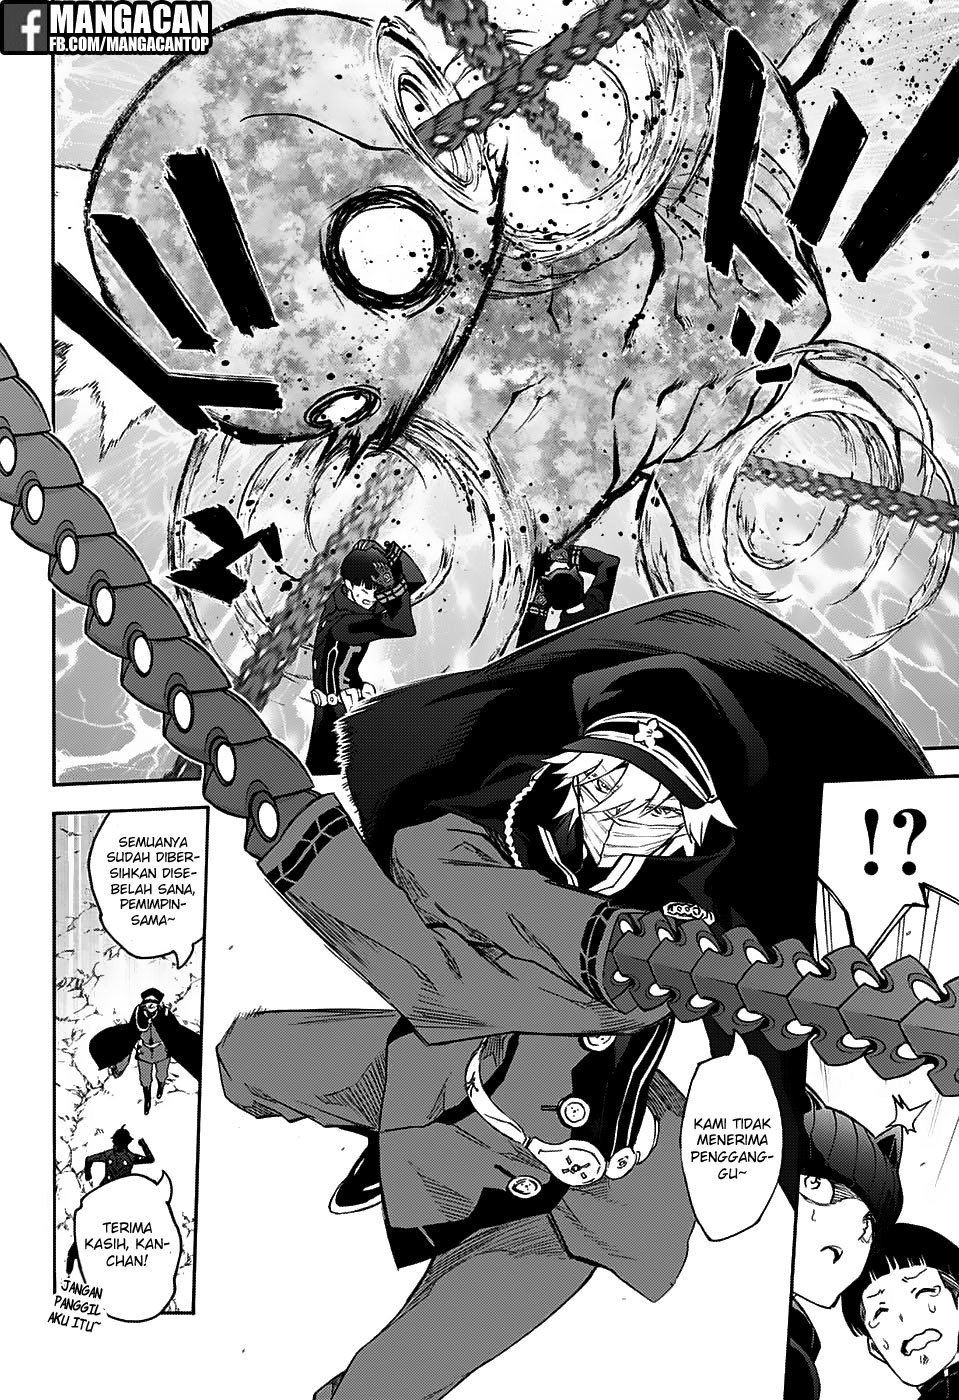 f MANGACAN
FB.COM/MANGACANTOP
!?
KAMI TIDAK
MENERIMA
PENGGANG-
GU~
SEMUANYA
SUDAH DIBER-
SIHKAN DISE-
BELAH SANA,
PEMIMPIN-
SAMA~
TERIMA
KASIH, KAN-
CHAN!
JANGAN
PANGGIL
AKU ITU~